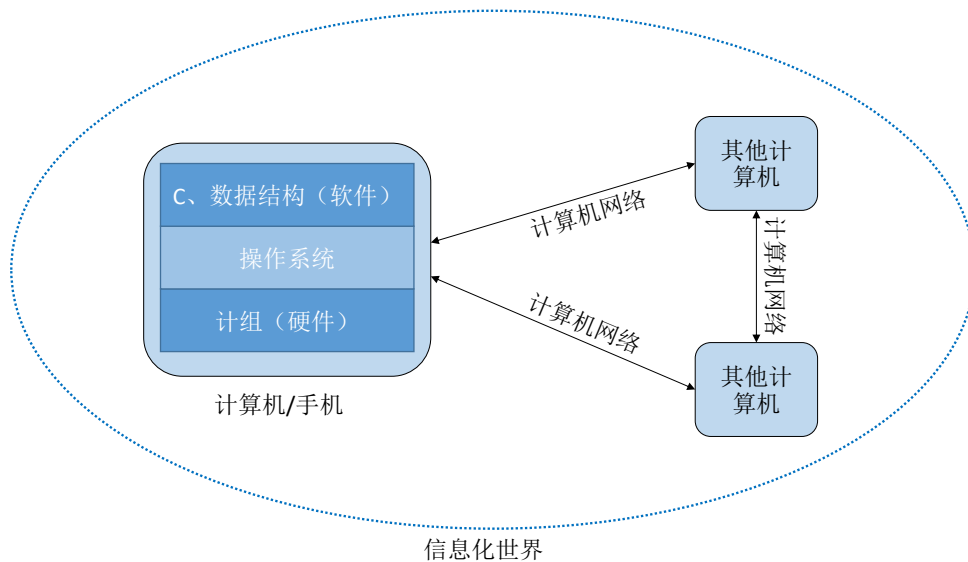 C、数据结构（软件）
操作系统
计组（硬件）
计算机/手机
计算机网络
计算机网络
其他计
算机
计算机网络
其他计
算机
信息化世界